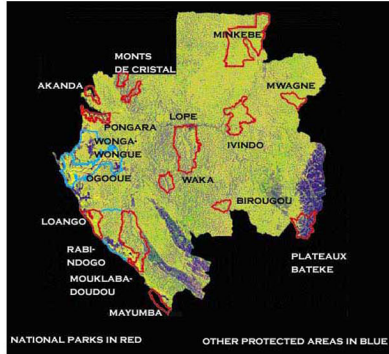 MINKEBE
MONTS
DE CRISTAL
AKANDA
MWAGNE
PONGARA
LOPE
WONGA-
WONGUE
IVINDO
OGOOUE
WAKA
BIROUGOU
LOANGO
RABI-
NDOGO
PLATEAUX
BATEKE
MOUKLABA-
DOUDOU
MAYUMBA
NATIONAL PARKS IN RED
OTHER PROTECTED AREAS IN BLUE